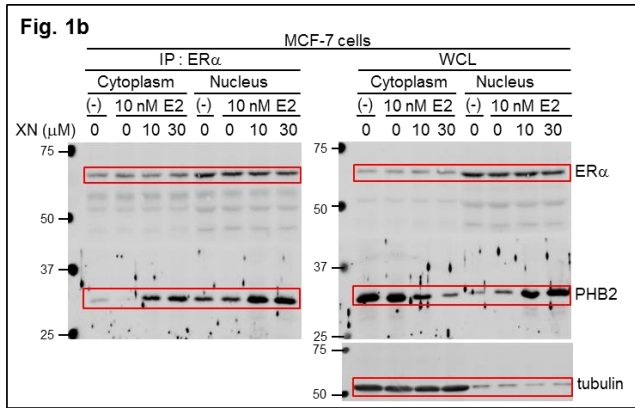 Fig. 1b
MCF-7 cells
IP : ERα WCL
Cytoplasm Nucleus Cytoplasm Nucleus
(-) 10 nM E2 (-) 10 nM E2 (-) 10 nM E2 (-) 10 nM E2
XN (μM) 0 0 10 30 0 0 10 30 0 0 10 30 0 0 10 30
75 75
ERα
50 50
37 37
PHB2
25 25
75
tubulin
50